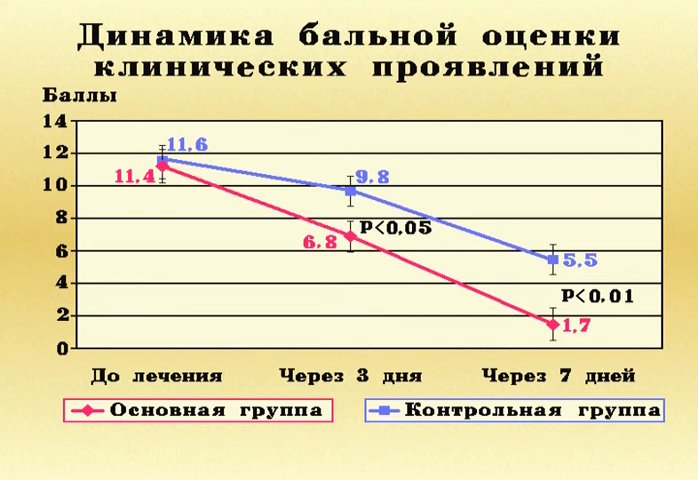 Динамика бальной оценки
клинических проявлений
Баллы
14
12
10
8
6
4
2
0
11,6
11,4
9,8
6,8
P<0,05
5,5
P<0,01
1,7
До лечения Через 3 дня Через 7 дней
Основная группа Контрольная группа